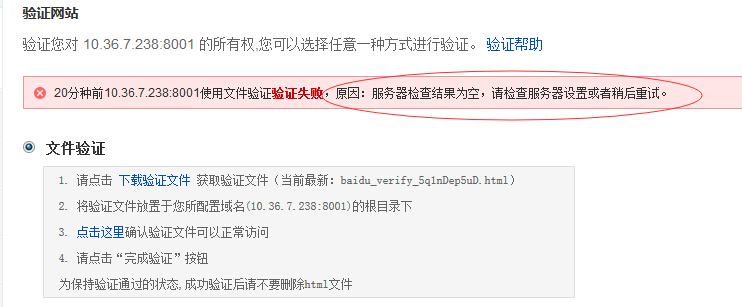 验证网站
验证您对 10.36.7.238:8001 的所有权,您可以选择任意一种方式进行验证。 验证帮助
20分种前10.36.7.238:8001使用文件验证验证失败，原因：服务器检查结果为空，请检查服务器设置或者稍后重试。
文件验证
1. 请点击 下载验证文件 获取验证文件（当前最新：baidu_verify_5q1nDep5uD.html）
2. 将验证文件放置于您所配置域名(10.36.7.238:8001)的根目录下
3. 点击这里确认验证文件可以正常访问
4. 请点击“完成验证”按钮
为保持验证通过的状态,成功验证后请不要删除html文件